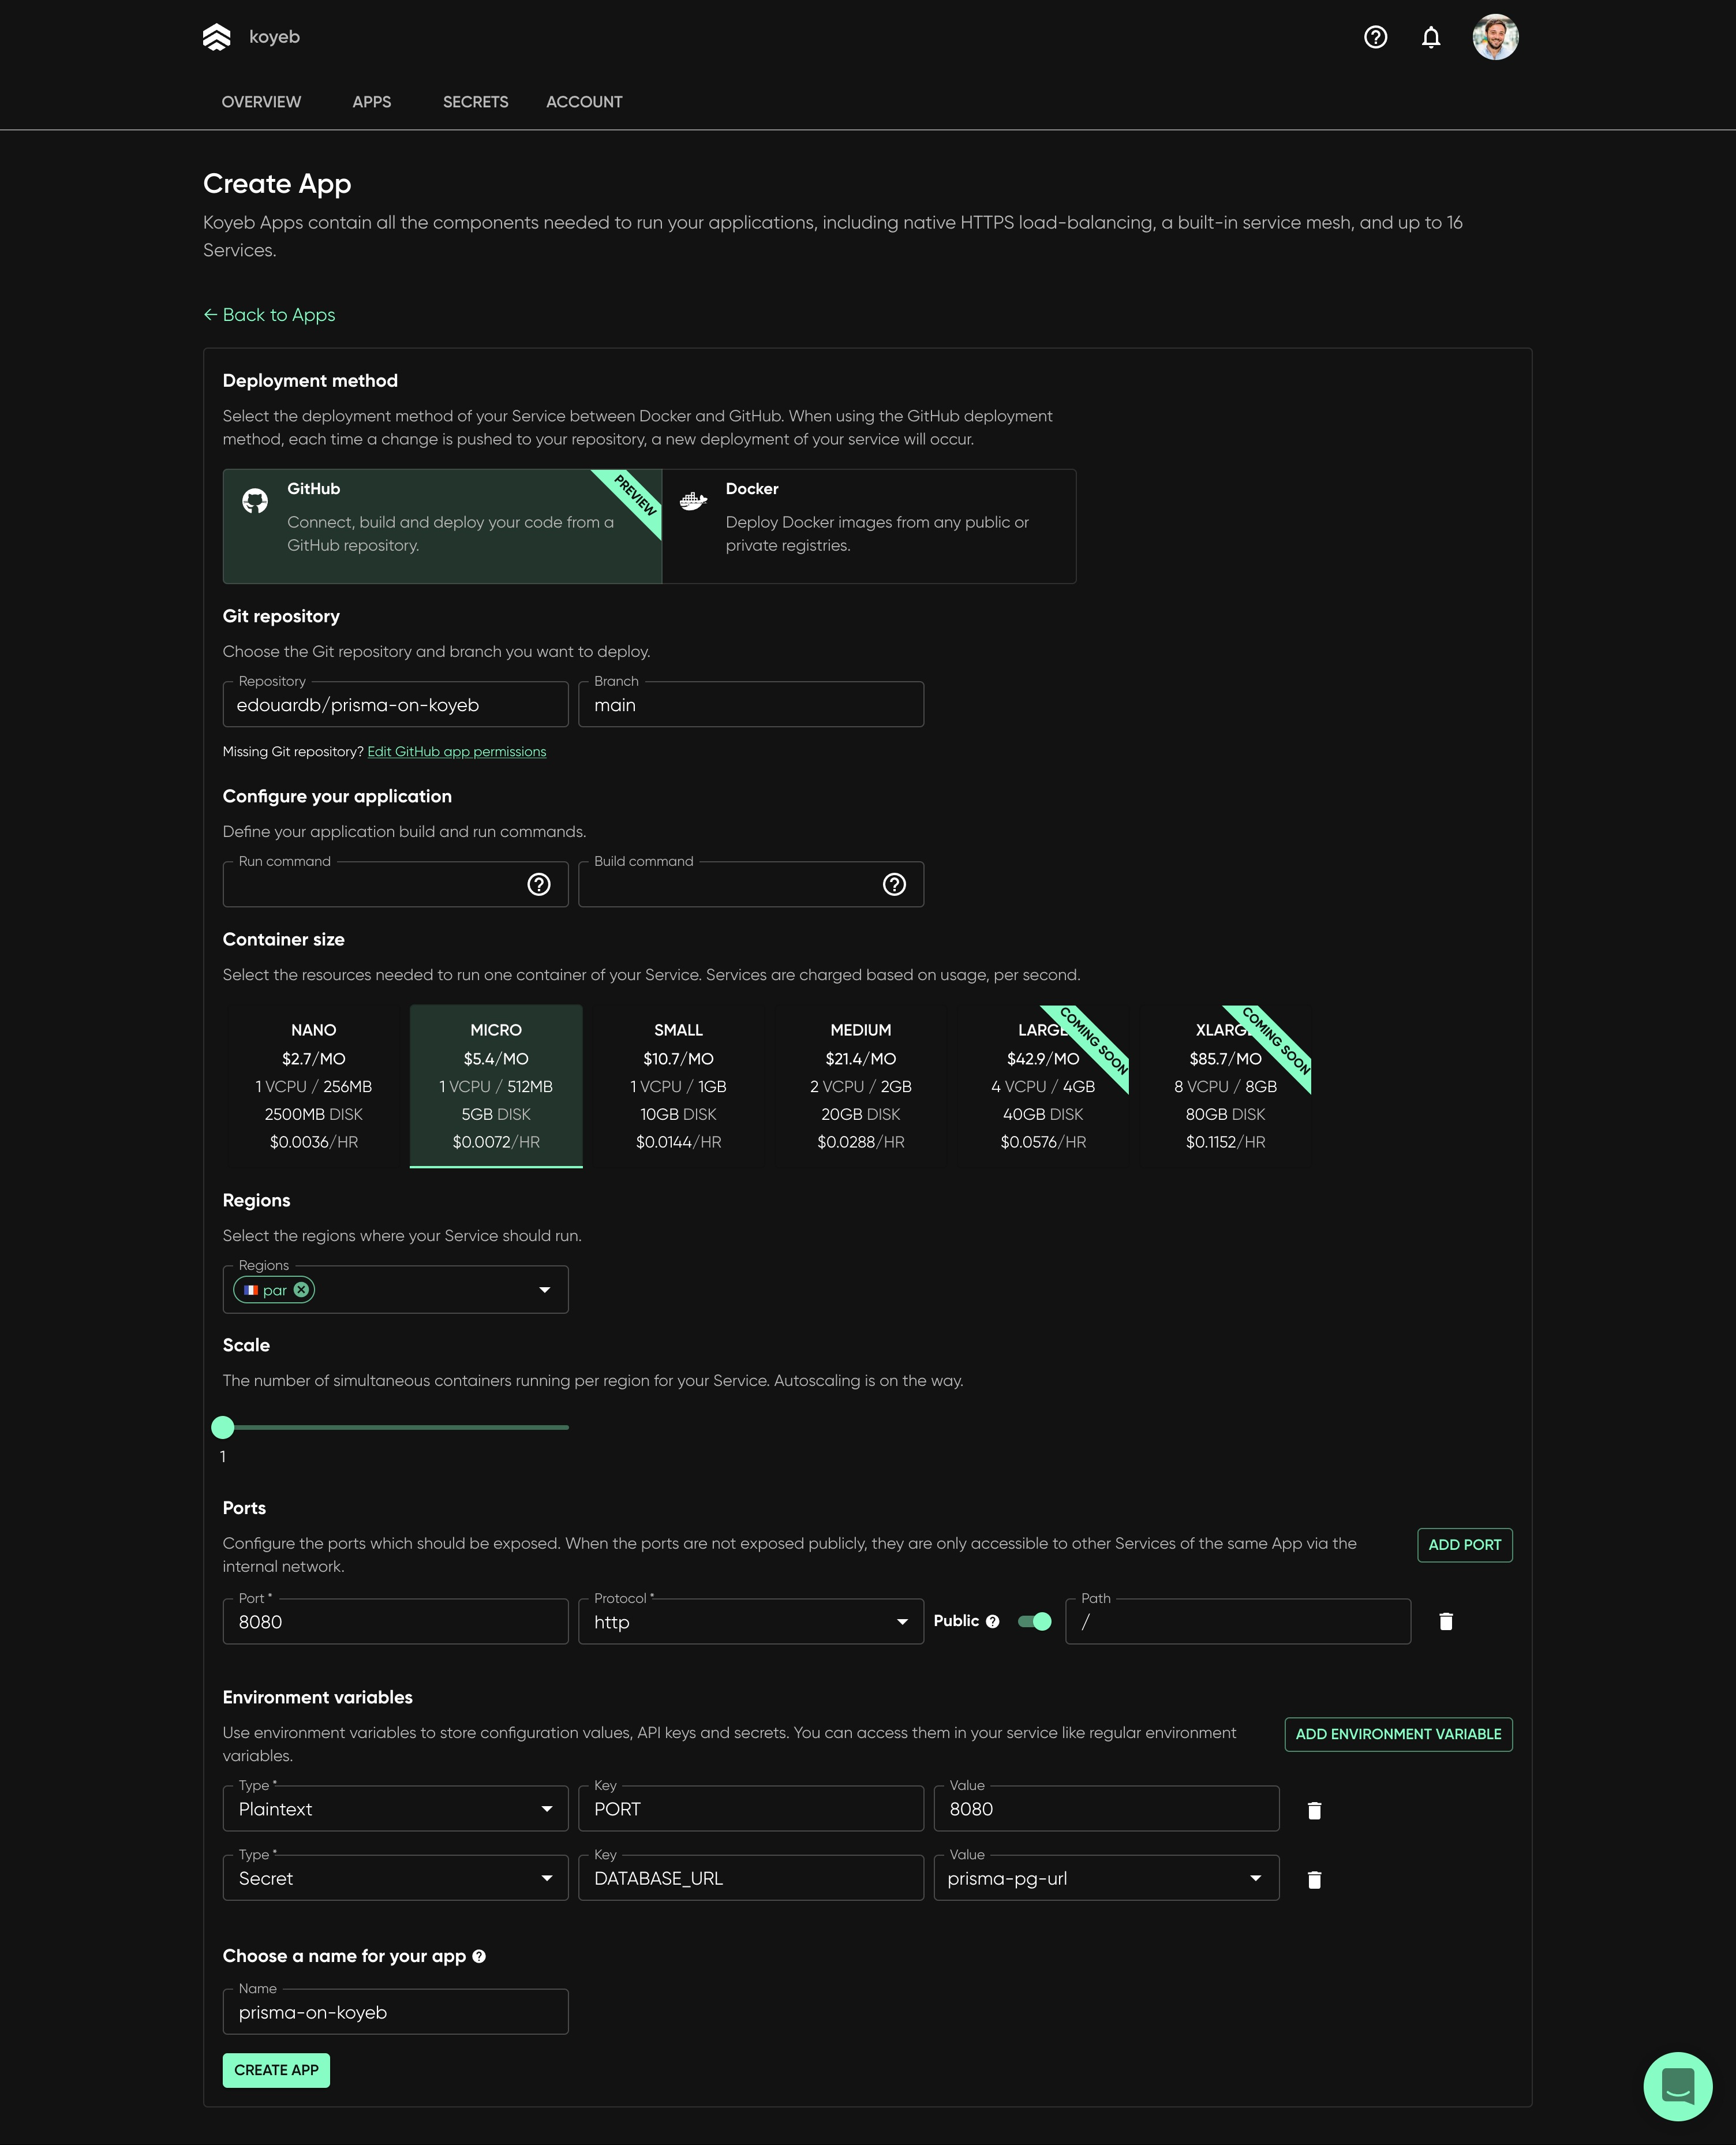 koyeb
OVERVIEW APPS SECRETS ACCOUNT
Create App
Koyeb Apps contain all the components needed to run your applications, including native HTTPS load-balancing, a built-in service mesh, and up to 16
Services.
← Back to Apps
Deployment method
Select the deployment method of your Service between Docker and GitHub. When using the GitHub deployment
method, each time a change is pushed to your repository, a new deployment of your service will occur.
GitHub
Connect, build and deploy your code from a
GitHub repository.
PREVIEW
Docker
Deploy Docker images from any public or
private registries.
Git repository
Choose the Git repository and branch you want to deploy.
Repository
edouardb/prisma-on-koyeb
Branch
main
Missing Git repository? Edit GitHub app permissions
Configure your application
Define your application build and run commands.
Run command
Build command
Container size
Select the resources needed to run one container of your Service. Services are charged based on usage, per second.
NANO
$2.7/MO
1 VCPU / 256MB
2500MB DISK
$0.0036/HR
MICRO
$5.4/MO
1 VCPU / 512MB
5GB DISK
$0.0072/HR
SMALL
$10.7/MO
1 VCPU / 1GB
10GB DISK
$0.0144/HR
MEDIUM
$21.4/MO
2 VCPU / 2GB
20GB DISK
$0.0288/HR
LARGE
$42.9/MO
4 VCPU / 4GB
40GB DISK
$0.0576/HR
COMING SOON
XLARGE
$85.7/MO
8 VCPU / 8GB
80GB DISK
$0.1152/HR
COMING SOON
Regions
Select the regions where your Service should run.
Regions
par
Scale
The number of simultaneous containers running per region for your Service. Autoscaling is on the way.
1
Ports
Configure the ports which should be exposed. When the ports are not exposed publicly, they are only accessible to other Services of the same App via the
internal network.
ADD PORT
Port *
8080
Protocol *
http
Public
Path
/
Environment variables
Use environment variables to store configuration values, API keys and secrets. You can access them in your service like regular environment
variables.
ADD ENVIRONMENT VARIABLE
Type *
Plaintext
Key
PORT
Value
8080
Type *
Secret
Key
DATABASE_URL
Value
prisma-pg-url
Choose a name for your app
Name
prisma-on-koyeb
CREATE APP